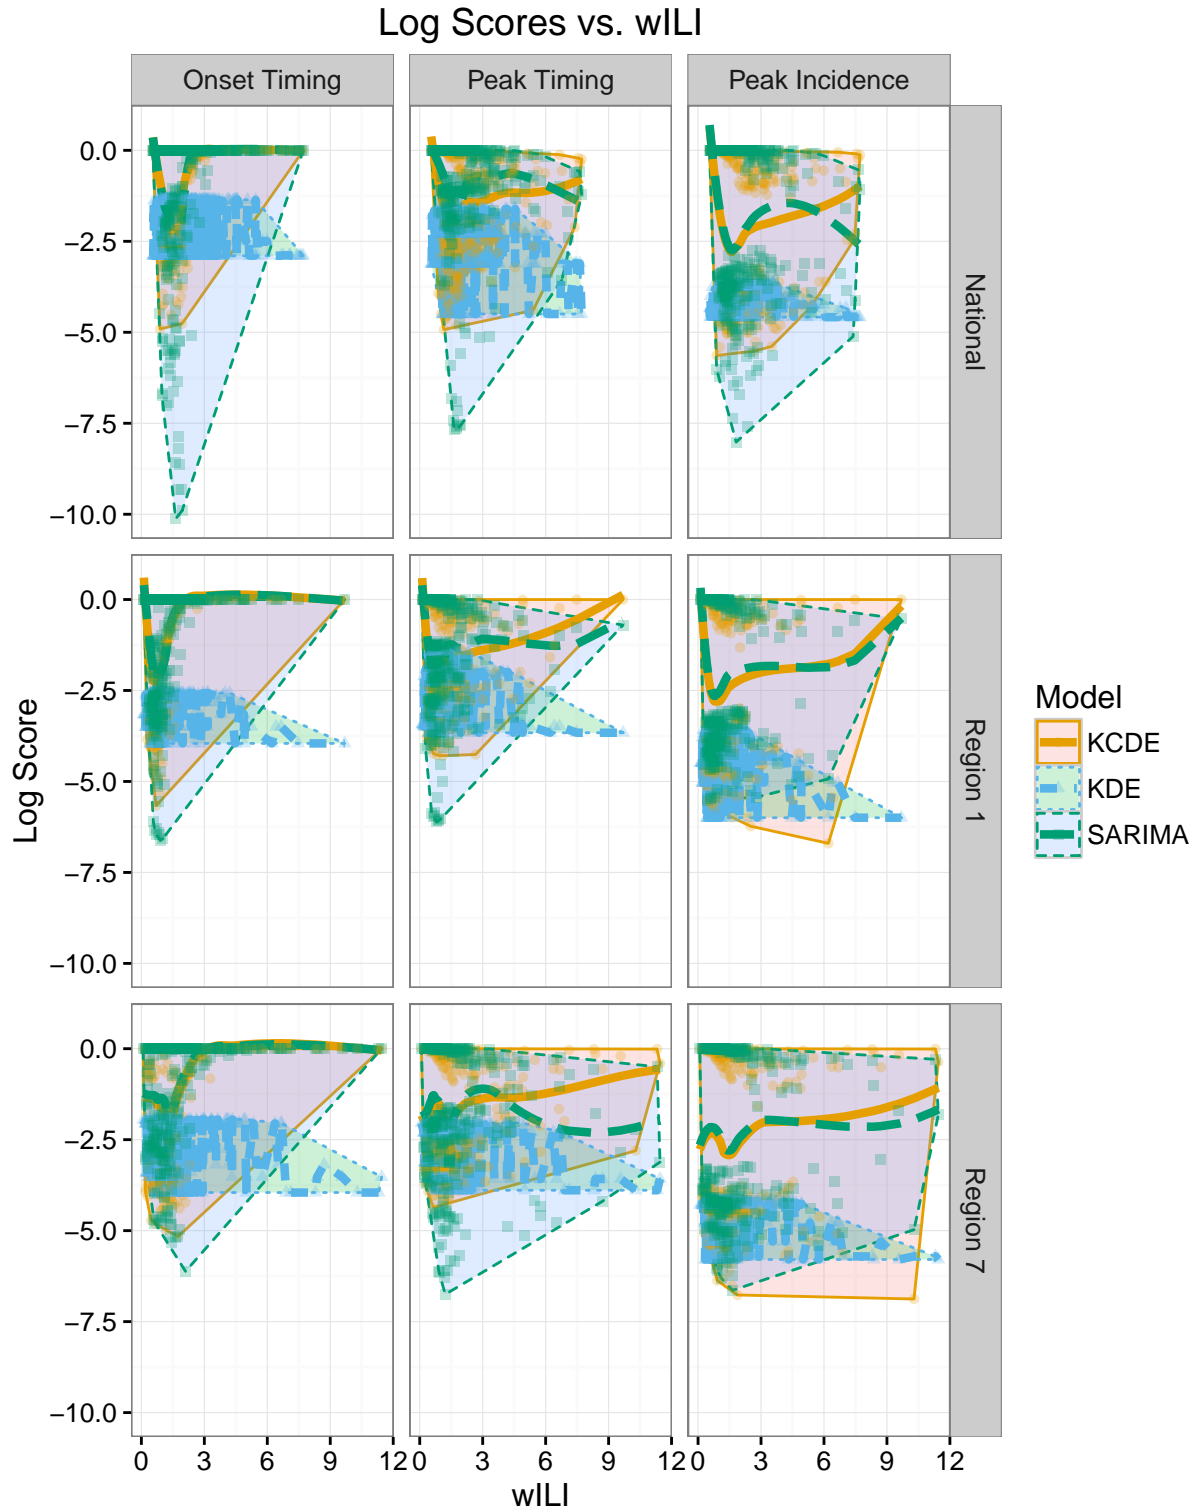 Log Scores vs. wILI
Onset Timing
Peak Timing
Peak Incidence
0.0
−2.5
−5.0
−7.5
−10.0
National
0.0
−2.5
−5.0
−7.5
−10.0
Region 1
0.0
−2.5
−5.0
−7.5
−10.0
Region 7
Log Score
0 3 6 9 12
0 3 6 9 12
0 3 6 9 12
wILI
Model
KCDE
KDE
SARIMA